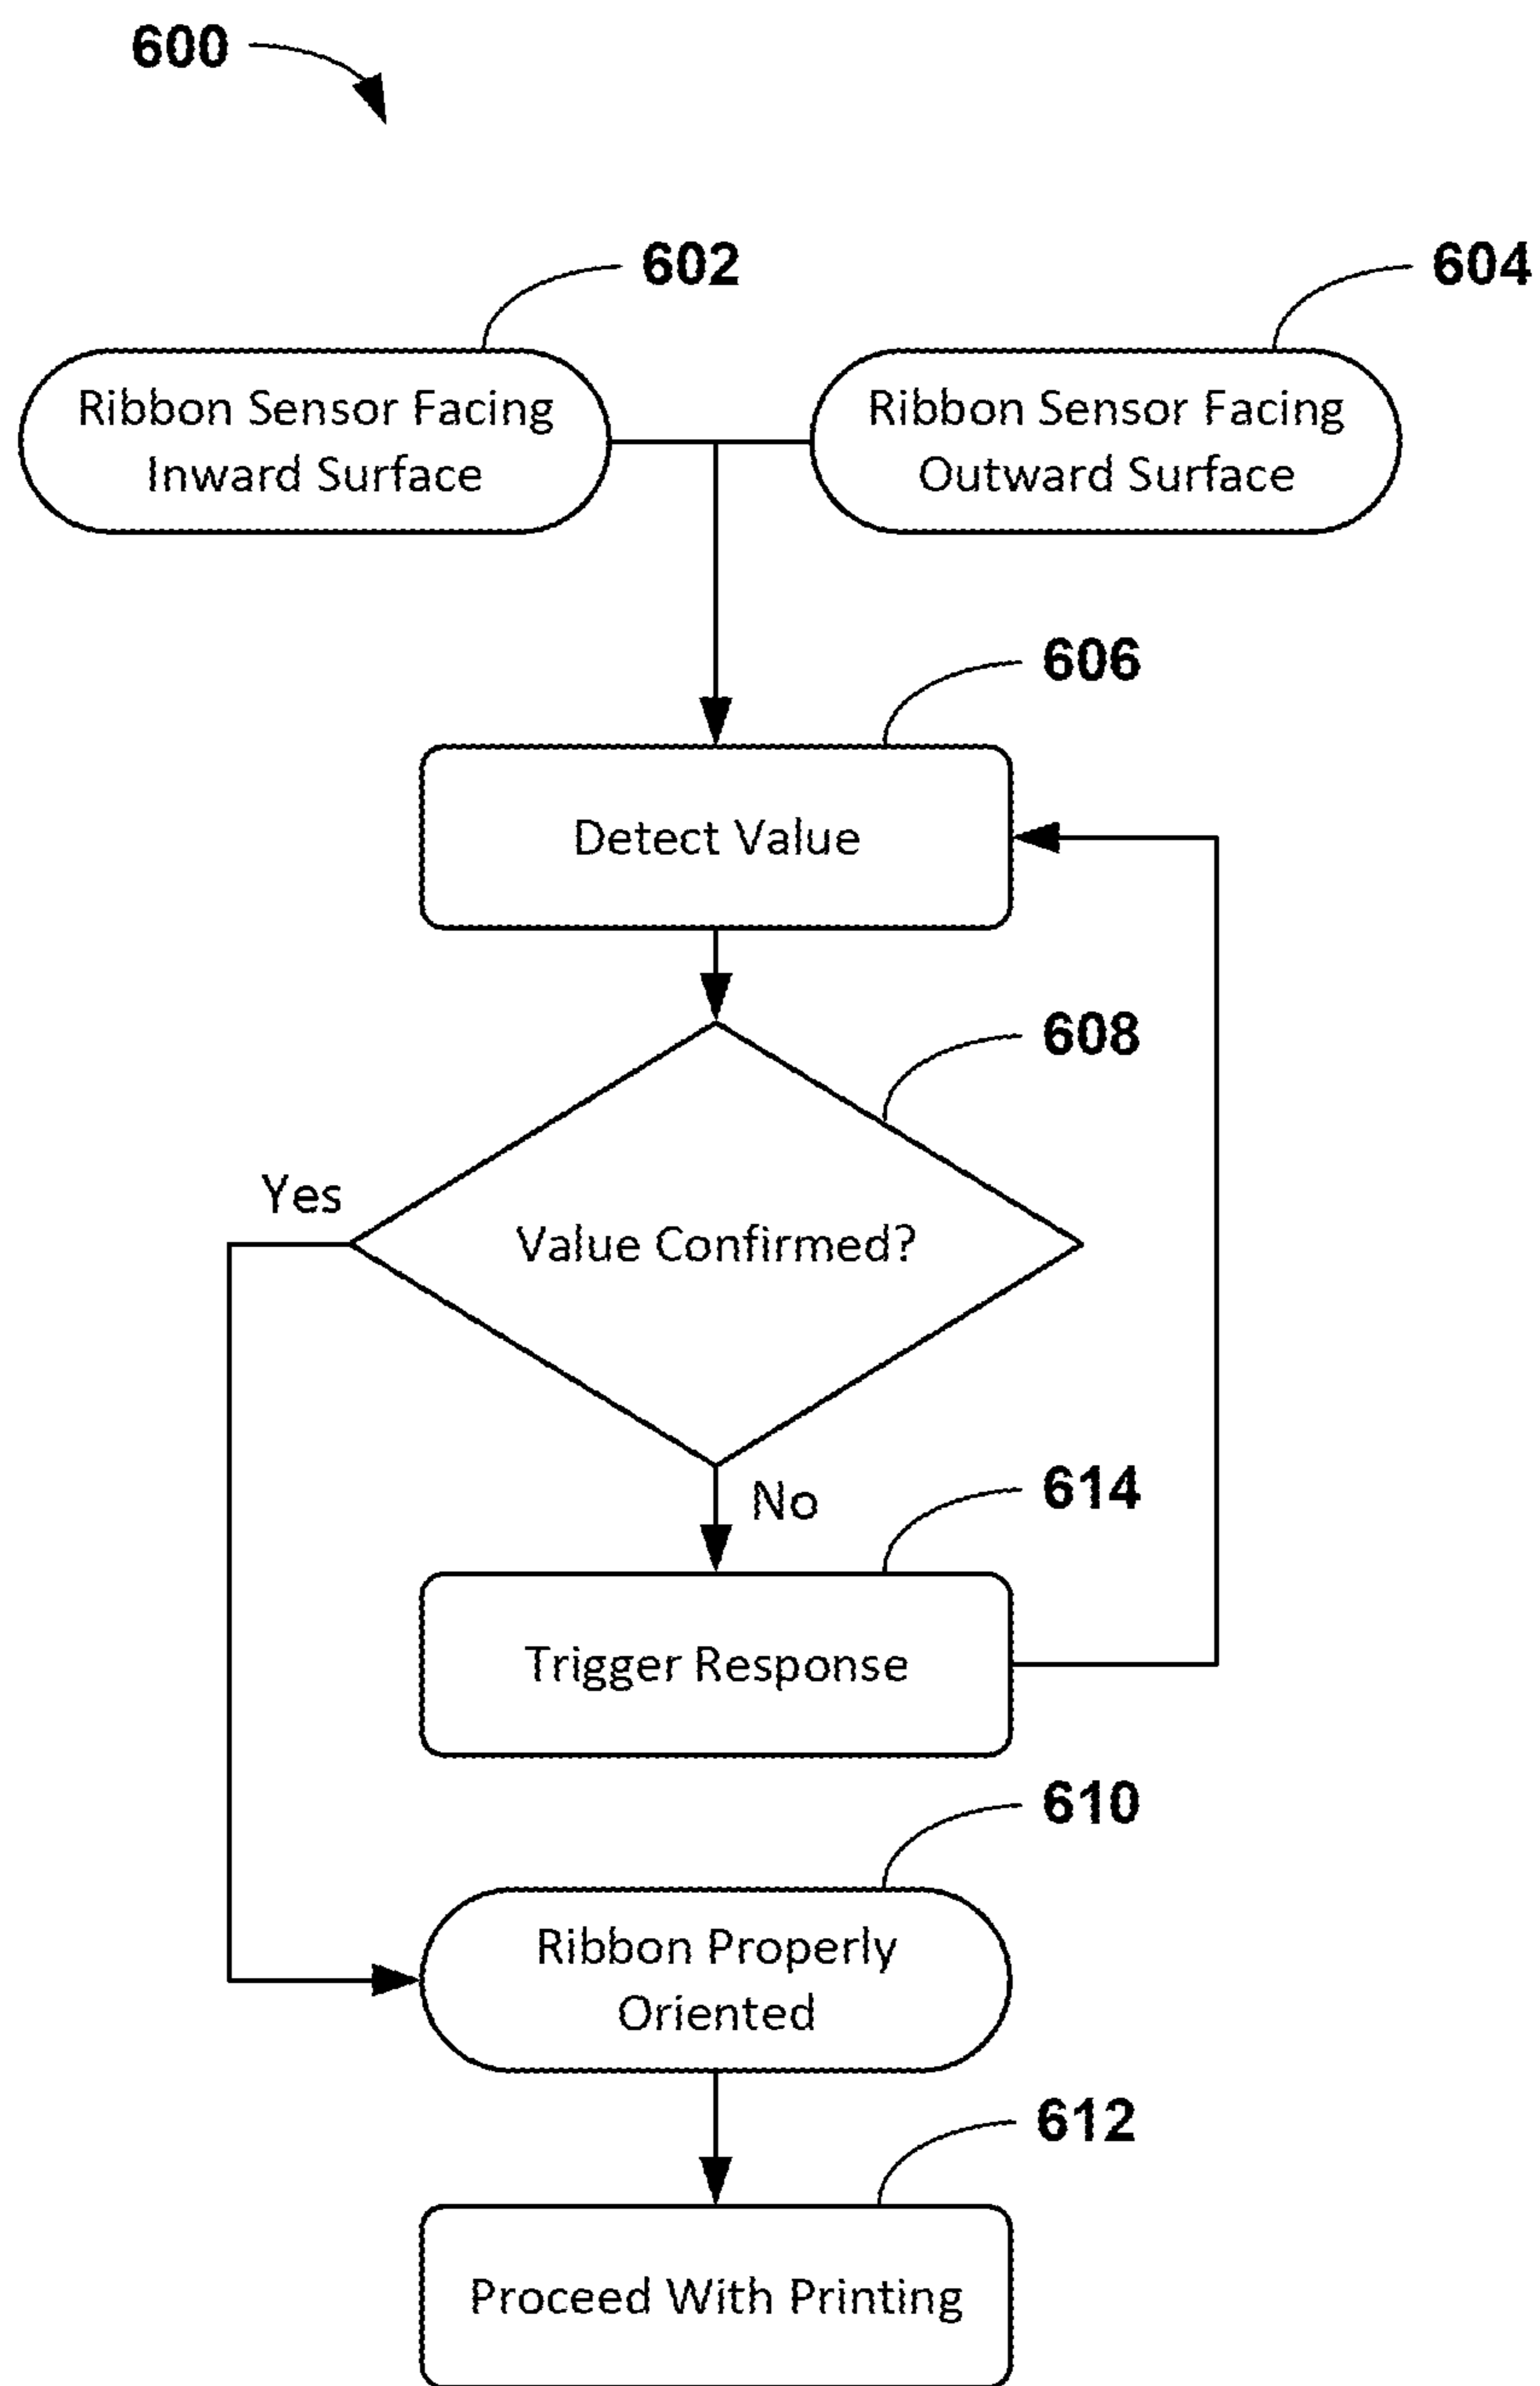 600
602
604
Ribbon Sensor Facing
Inward Surface
Ribbon Sensor Facing
Outward Surface
606
Detect Value
608
Yes
Value Confirmed?
No
614
Trigger Response
610
Ribbon Properly
Oriented
612
Proceed With Printing